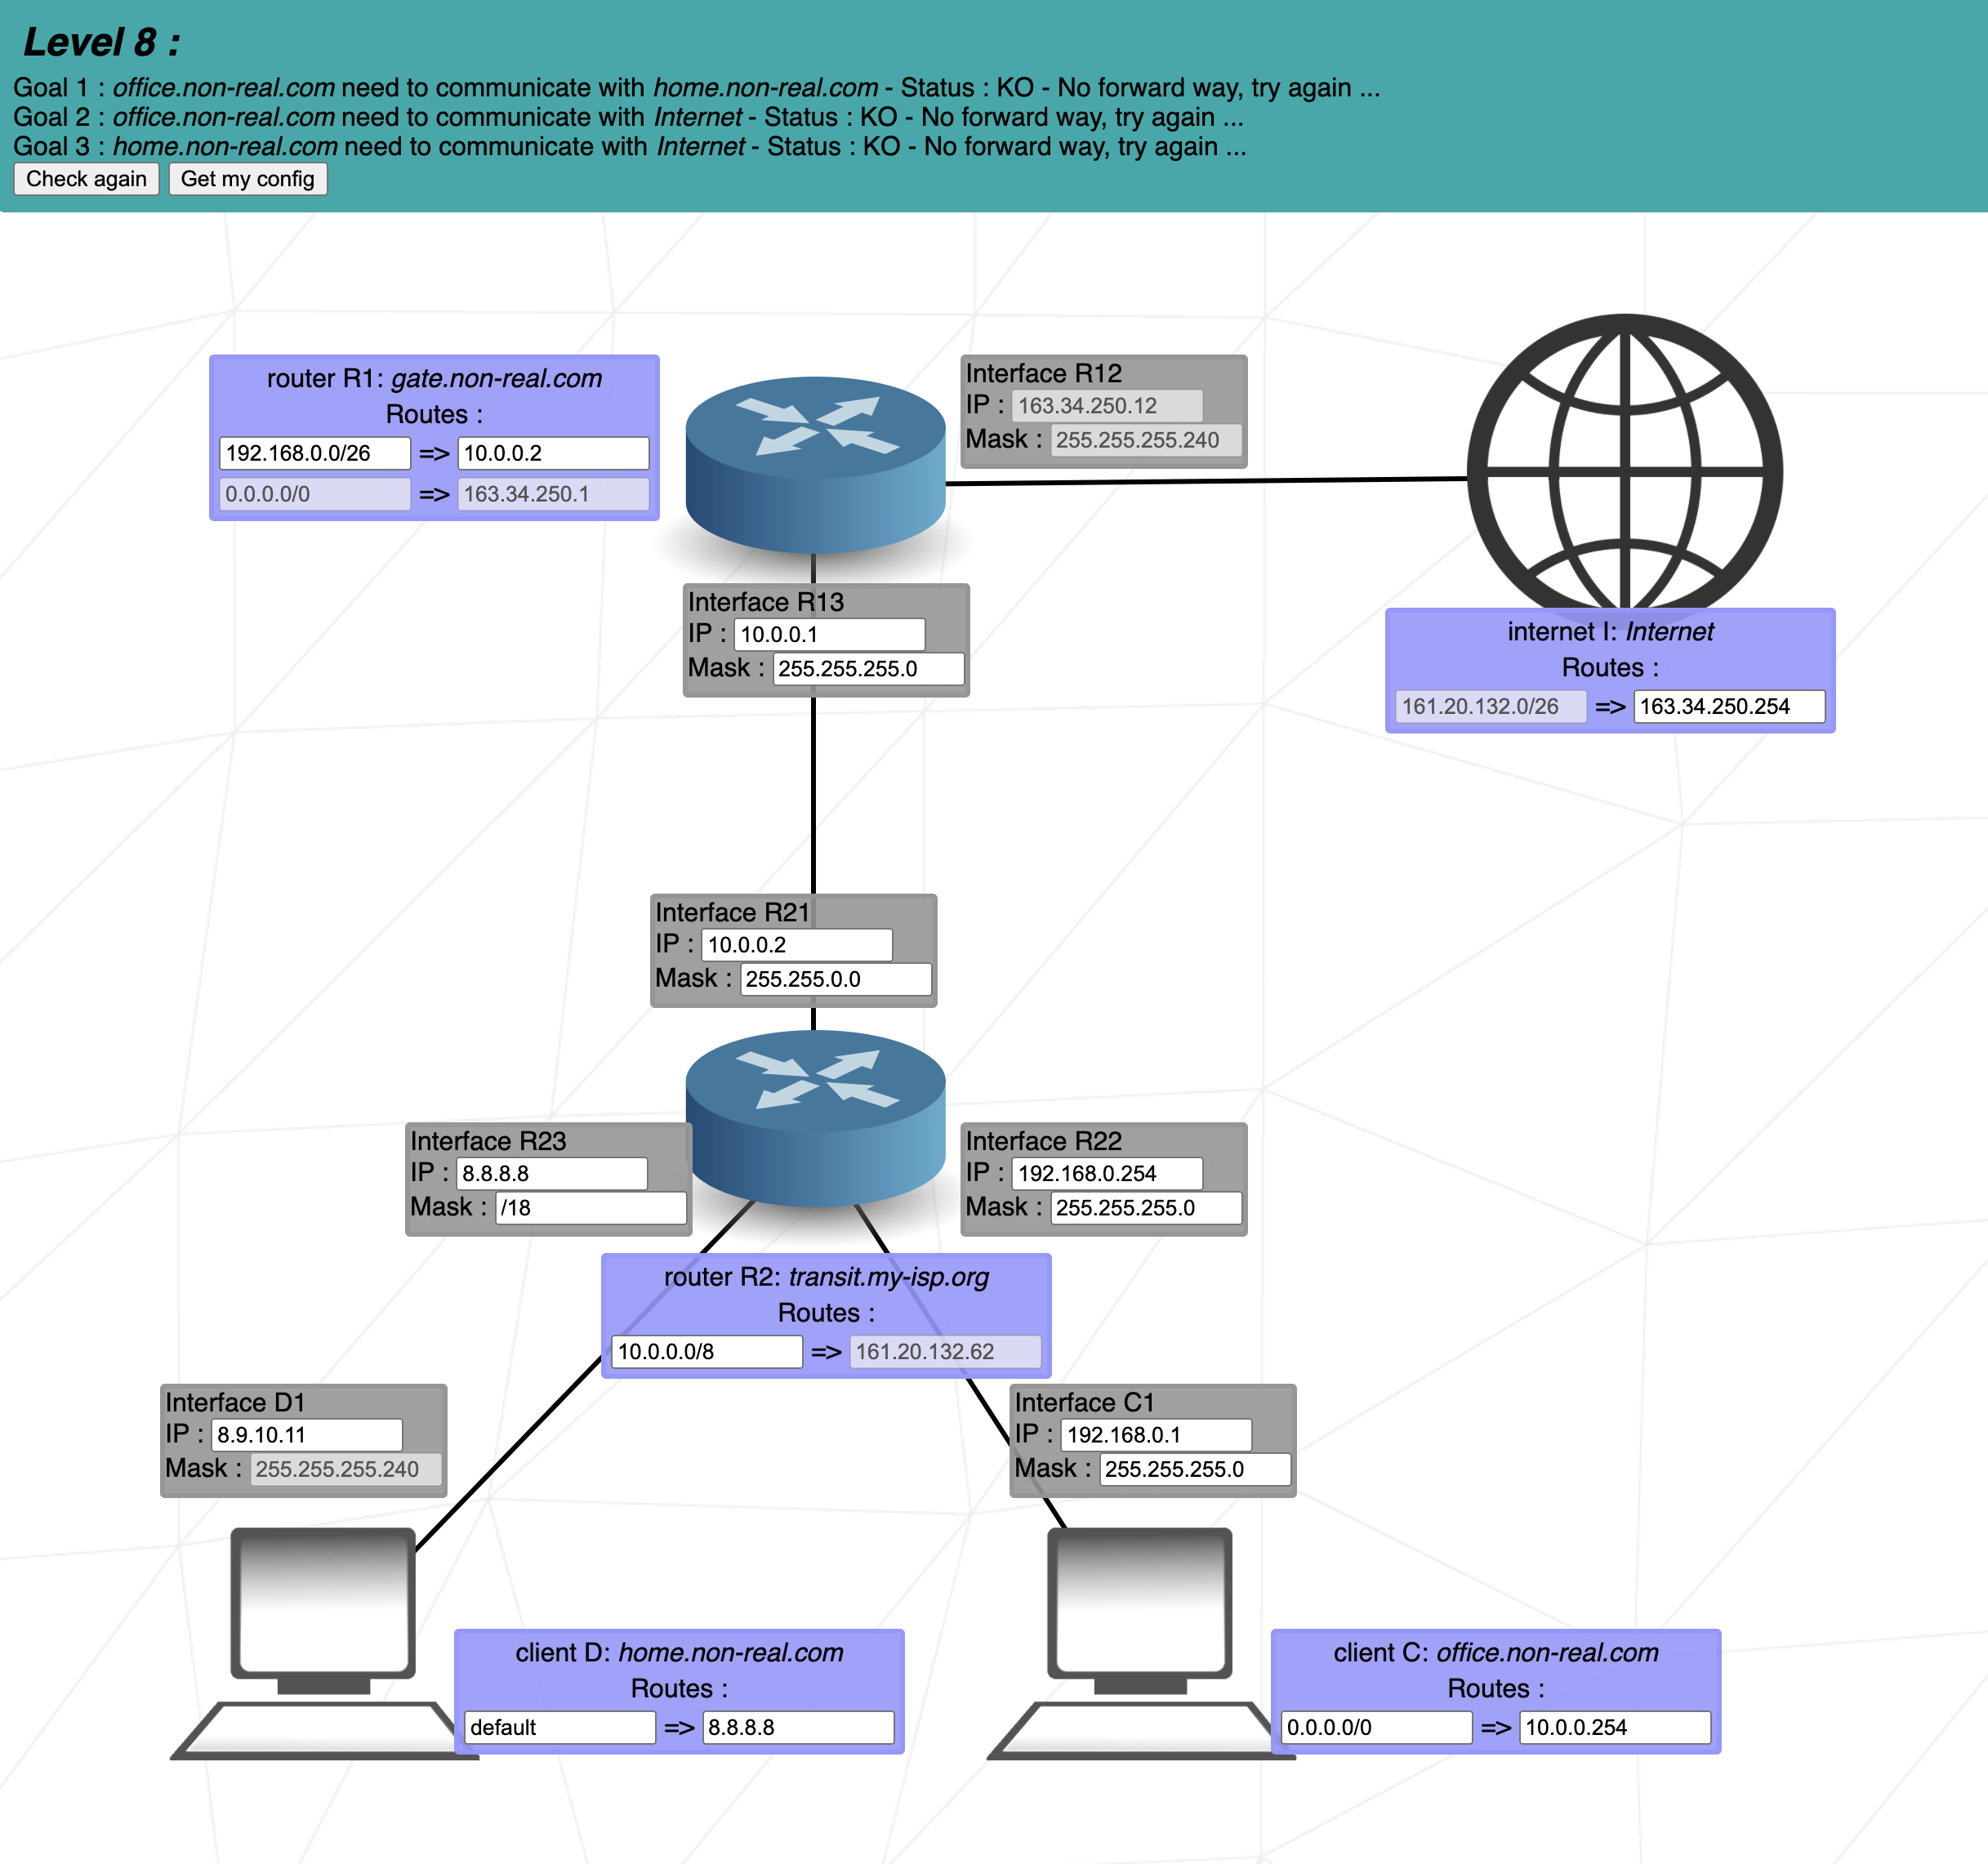 Level 8 :
Goal 1 : office.non-real.com need to communicate with home.non-real.com - Status : KO - No forward way, try again ...
Goal 2 : office.non-real.com need to communicate with Internet - Status : KO - No forward way, try again ...
Goal 3 : home.non-real.com need to communicate with Internet - Status : KO - No forward way, try again ...
Check again Get my config
router R1: gate.non-real.com
Routes :
192.168.0.0/26 => 10.0.0.2
0.0.0.0/0 => 163.34.250.1
Interface R12
IP : 163.34.250.12
Mask : 255.255.255.240
Interface R13
IP : 10.0.0.1
Mask : 255.255.255.0
internet I: Internet
Routes :
161.20.132.0/26 => 163.34.250.254
Interface R21
IP : 10.0.0.2
Mask : 255.255.0.0
Interface R23
IP : 8.8.8.8
Mask : /18
Interface R22
IP : 192.168.0.254
Mask : 255.255.255.0
router R2: transit.my-isp.org
Routes :
10.0.0.0/8 => 161.20.132.62
Interface D1
IP : 8.9.10.11
Mask : 255.255.255.240
Interface C1
IP : 192.168.0.1
Mask : 255.255.255.0
client D: home.non-real.com
Routes :
default => 8.8.8.8
client C: office.non-real.com
Routes :
0.0.0.0/0 => 10.0.0.254